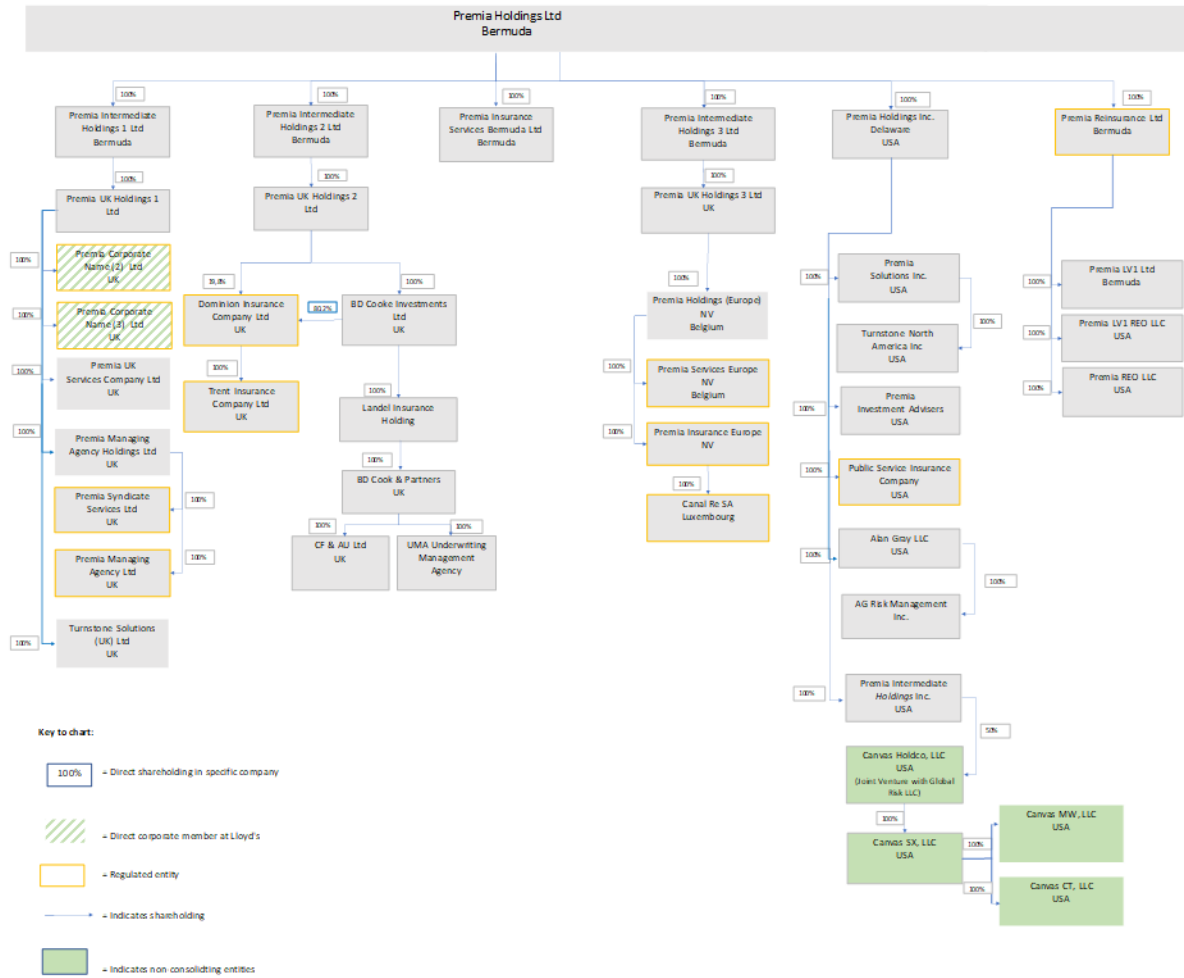 Premia Holdings Ltd
Bermuda
100%
100%
100%
100%
100%
100%
Premia Intermediate
Holdings 1 Ltd
Bermuda
Premia Intermediate
Holdings 2 Ltd
Bermuda
Premia Insurance
Services Bermuda Ltd
Bermuda
Premia Intermediate
Holdings 3 Ltd
Bermuda
Premia Holdings Inc.
Delaware
USA
Premia Reinsurance Ltd
Bermuda
100%
100%
100%
Premia UK Holdings 1
Ltd
Premia UK Holdings 2
Ltd
Premia UK Holdings 3 Ltd
UK
100%
Premia Corporate
Name (2) Ltd
UK
100%
Premia Corporate
Name (3) Ltd
UK
100%
Premia UK
Services Company Ltd
UK
100%
Premia Managing
Agency Holdings Ltd
UK
100%
Premia Syndicate
Services Ltd
UK
100%
Premia Managing
Agency Ltd
UK
100%
Turnstone Solutions
(UK) Ltd
UK
19,8%
100%
Dominion Insurance
Company Ltd
UK
80.2%
BD Cooke Investments
Ltd
UK
100%
Trent Insurance
Company Ltd
UK
100%
Landel Insurance
Holding
100%
BD Cook & Partners
UK
100%
100%
CF & AU Ltd
UK
UMA Underwriting
Management
Agency
100%
Premia Holdings (Europe)
NV
Belgium
100%
Premia Services Europe
NV
Belgium
100%
Premia Insurance Europe
NV
100%
Canal Re SA
Luxembourg
100%
Premia
Solutions Inc.
USA
100%
Turnstone North
America Inc
USA
100%
Premia
Investment Advisers
USA
100%
Public Service Insurance
Company
USA
100%
Alan Gray LLC
USA
100%
AG Risk Management
Inc.
100%
Premia Intermediate
Holdings Inc.
USA
50%
Canvas Holdco, LLC
USA
(Joint Venture with Global
Risk LLC)
100%
Canvas SX, LLC
USA
100%
Canvas MW, LLC
USA
100%
Canvas CT, LLC
USA
100%
Premia LV1 Ltd
Bermuda
100%
Premia LV1 REO LLC
USA
100%
Premia REO LLC
USA
Key to chart:
100%
= Direct shareholding in specific company
= Direct corporate member at Lloyd's
= Regulated entity
= Indicates shareholding
= Indicates non-consolidting entities